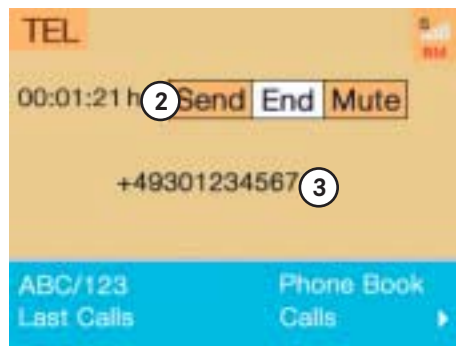 TEL
00:01:21 h 2 Send End Mute
+49301234567 3
ABC/123 Phone Book
Last Calls Calls